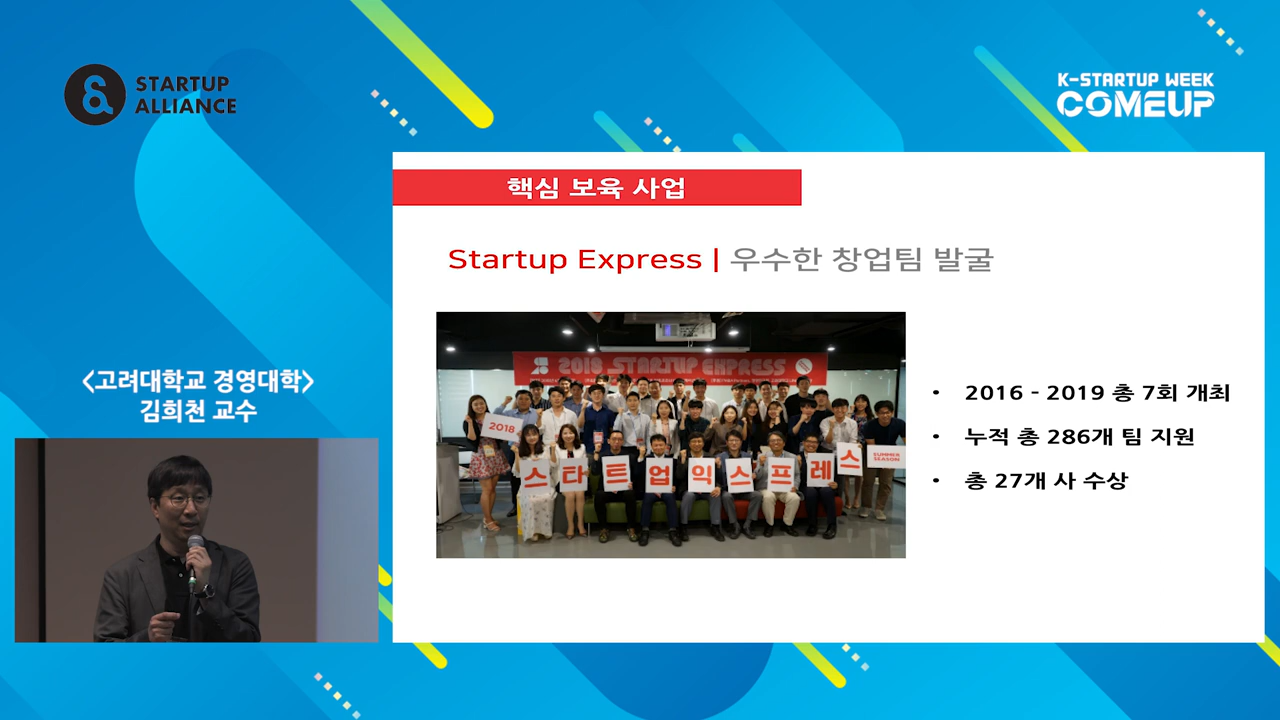 STARTUP
ALLIANCE
K-STARTUP WEEK
COMEUP
핵심 보육 사업
Startup Express | 우수한 창업팀 발굴
2018 STARTUP EXPRESS
2018
스타트업익스프레스
SUMMER
SEASON
• 2016 - 2019 총 7회 개최
• 누적 총 286개 팀 지원
• 총 27개 사 수상
<고려대학교 경영대학>
김희천 교수